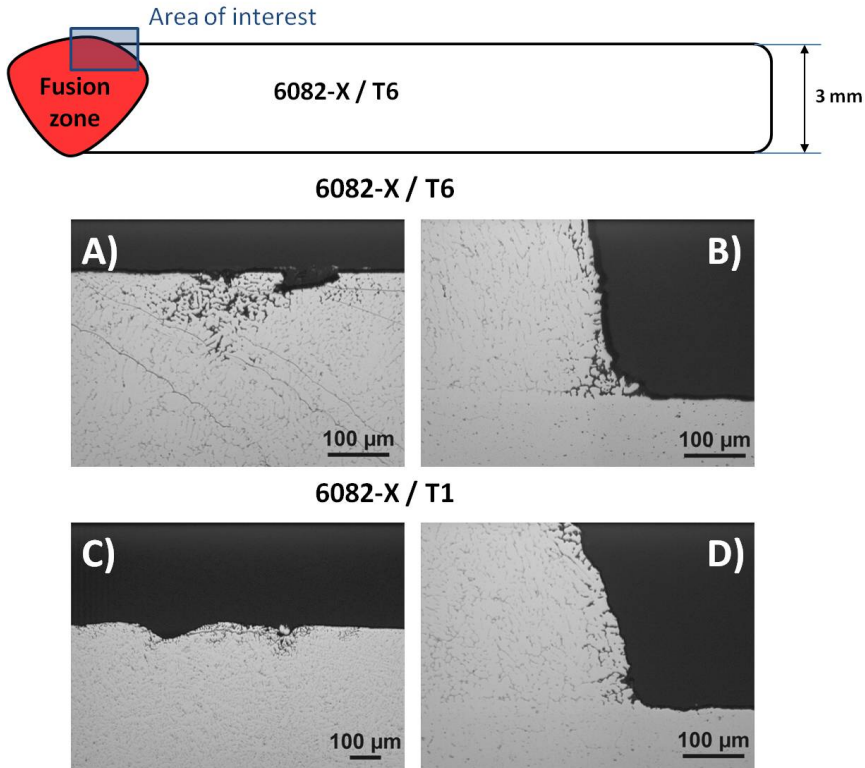 Area of interest
Fusion
zone
6082-X / T6
3 mm
6082-X / T6
A)
B)
100 µm
100 µm
6082-X / T1
C)
D)
100 µm
100 µm